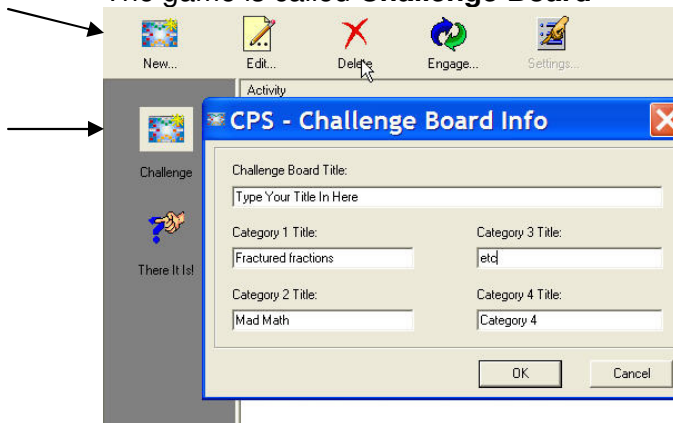 The game is called Challenge Board
New... Edit... Delete Engage... Settings...
Activity
CPS - Challenge Board Info
Challenge
Challenge Board Title:
Type Your Title In Here
Category 1 Title: Category 3 Title:
Fractured fractions etc
There It Is!
Category 2 Title: Category 4 Title:
Mad Math Category 4
OK Cancel